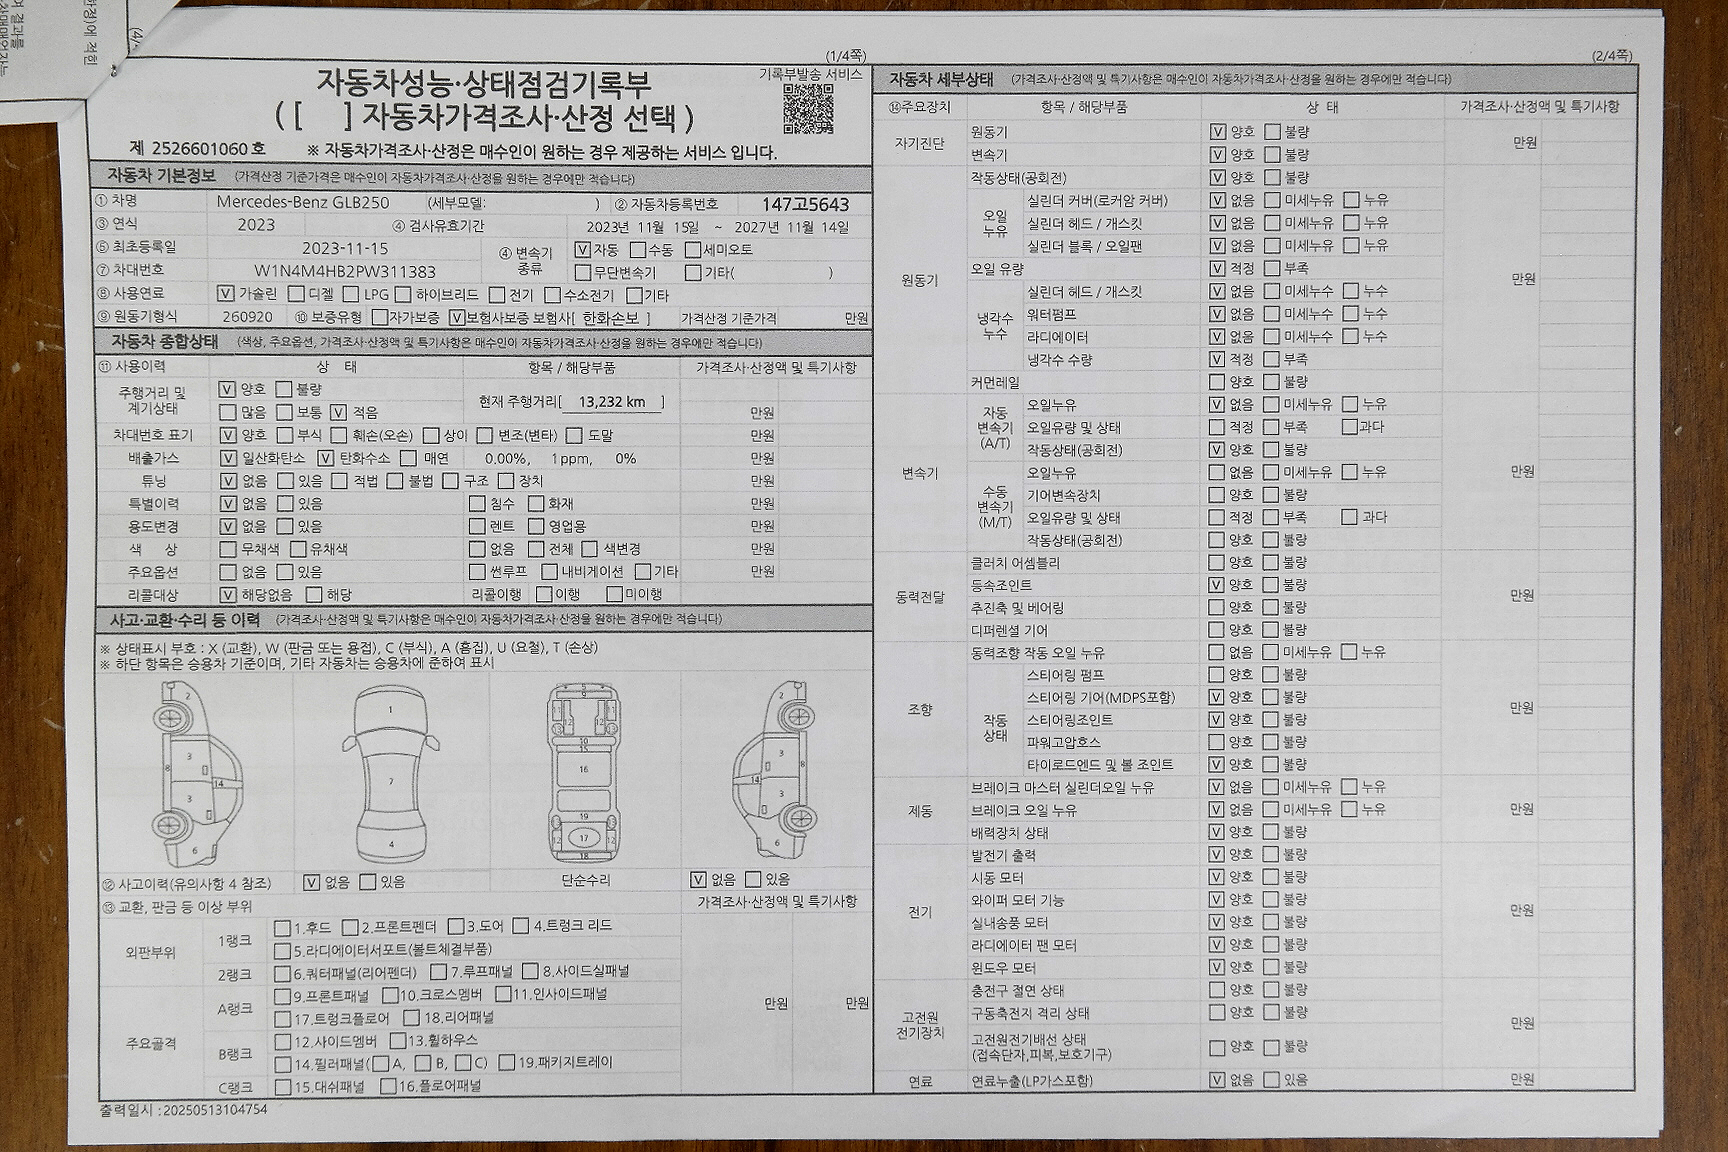 (1/4쪽)
자동차성능·상태점검기록부
기록부발송 서비스
( [ ] 자동차가격조사·산정 선택 )
제 2526601060 호 ※ 자동차가격조사·산정은 매수인이 원하는 경우 제공하는 서비스 입니다.
자동차 기본정보 (가격산정 기준가격은 매수인이 자동차가격조사·산정을 원하는 경우에만 적습니다)
① 차명 Mercedes-Benz GLB250 (세부모델: ) ② 자동차등록번호 147고5643
③ 연식 2023 ④ 검사유효기간 2023년 11월 15일 ~ 2027년 11월 14일
⑤ 최초등록일 2023-11-15 ④ 변속기 종류 [V]자동 [ ]수동 [ ]세미오토
⑦ 차대번호 W1N4M4HB2PW311383 [ ]무단변속기 [ ]기타( )
⑧ 사용연료 [V]가솔린 [ ]디젤 [ ]LPG [ ]하이브리드 [ ]전기 [ ]수소전기 [ ]기타
⑨ 원동기형식 260920 ⑩ 보증유형 [ ]자가보증 [V]보험사보증 보험사[ 한화손보 ] 가격산정 기준가격 만원
자동차 종합상태 (색상, 주요옵션, 가격조사·산정액 및 특기사항은 매수인이 자동차가격조사·산정을 원하는 경우에만 적습니다)
⑪ 사용이력 상 태 항목 / 해당부품 가격조사·산정액 및 특기사항
주행거리 및 계기상태 [V]양호 [ ]불량 현재 주행거리[ 13,232 km ]
[ ]많음 [ ]보통 [V]적음 만원
차대번호 표기 [V]양호 [ ]부식 [ ]훼손(오손) [ ]상이 [ ]변조(변타) [ ]도말 만원
배출가스 [V]일산화탄소 [V]탄화수소 [ ]매연 0.00%, 1ppm, 0% 만원
튜닝 [V]없음 [ ]있음 [ ]적법 [ ]불법 [ ]구조 [ ]장치 만원
특별이력 [V]없음 [ ]있음 [ ]침수 [ ]화재 만원
용도변경 [V]없음 [ ]있음 [ ]렌트 [ ]영업용 만원
색 상 [ ]무채색 [ ]유채색 [ ]없음 [ ]전체 [ ]색변경 만원
주요옵션 [ ]없음 [ ]있음 [ ]썬루프 [ ]내비게이션 [ ]기타 만원
리콜대상 [V]해당없음 [ ]해당 리콜이행 [ ]이행 [ ]미이행
사고·교환·수리 등 이력 (가격조사·산정액 및 특기사항은 매수인이 자동차가격조사·산정을 원하는 경우에만 적습니다)
※ 상태표시 부호 : X (교환), W (판금 또는 용접), C (부식), A (흠집), U (요철), T (손상)
※ 하단 항목은 승용차 기준이며, 기타 자동차는 승용차에 준하여 표시
2 3 8 14 3 6
1 7 4
5 9 11 11 12 12 13 13 10 15 16 19 13 13 12 17 12 18
2 3 8 14 3 6
⑫ 사고이력(유의사항 4 참조) [V]없음 [ ]있음 단순수리 [V]없음 [ ]있음
⑬ 교환, 판금 등 이상 부위 가격조사·산정액 및 특기사항
외판부위 1랭크 [ ]1.후드 [ ]2.프론트펜더 [ ]3.도어 [ ]4.트렁크 리드
[ ]5.라디에이터서포트(볼트체결부품)
2랭크 [ ]6.쿼터패널(리어펜더) [ ]7.루프패널 [ ]8.사이드실패널
주요골격 A랭크 [ ]9.프론트패널 [ ]10.크로스멤버 [ ]11.인사이드패널 만원 만원
[ ]17.트렁크플로어 [ ]18.리어패널
B랭크 [ ]12.사이드멤버 [ ]13.휠하우스
[ ]14.필러패널([ ]A, [ ]B, [ ]C) [ ]19.패키지트레이
C랭크 [ ]15.대쉬패널 [ ]16.플로어패널
출력일시 : 20250513104754
(2/4쪽)
자동차 세부상태 (가격조사·산정액 및 특기사항은 매수인이 자동차가격조사·산정을 원하는 경우에만 적습니다)
⑭주요장치 항목 / 해당부품 상 태 가격조사·산정액 및 특기사항
자기진단 원동기 [V]양호 [ ]불량 만원
변속기 [V]양호 [ ]불량
원동기 작동상태(공회전) [V]양호 [ ]불량 만원
오일 누유 실린더 커버(로커암 커버) [V]없음 [ ]미세누유 [ ]누유
실린더 헤드 / 개스킷 [V]없음 [ ]미세누유 [ ]누유
실린더 블록 / 오일팬 [V]없음 [ ]미세누유 [ ]누유
오일 유량 [V]적정 [ ]부족
냉각수 누수 실린더 헤드 / 개스킷 [V]없음 [ ]미세누수 [ ]누수
워터펌프 [V]없음 [ ]미세누수 [ ]누수
라디에이터 [V]없음 [ ]미세누수 [ ]누수
냉각수 수량 [V]적정 [ ]부족
커먼레일 [ ]양호 [ ]불량
변속기 자동 변속기 (A/T) 오일누유 [V]없음 [ ]미세누유 [ ]누유 만원
오일유량 및 상태 [ ]적정 [ ]부족 [ ]과다
작동상태(공회전) [V]양호 [ ]불량
수동 변속기 (M/T) 오일누유 [ ]없음 [ ]미세누유 [ ]누유
기어변속장치 [ ]양호 [ ]불량
오일유량 및 상태 [ ]적정 [ ]부족 [ ]과다
작동상태(공회전) [ ]양호 [ ]불량
동력전달 클러치 어셈블리 [ ]양호 [ ]불량 만원
등속조인트 [V]양호 [ ]불량
추진축 및 베어링 [ ]양호 [ ]불량
디퍼렌셜 기어 [ ]양호 [ ]불량
조향 동력조향 작동 오일 누유 [ ]없음 [ ]미세누유 [ ]누유 만원
작동 상태 스티어링 펌프 [ ]양호 [ ]불량
스티어링 기어(MDPS포함) [V]양호 [ ]불량
스티어링조인트 [V]양호 [ ]불량
파워고압호스 [ ]양호 [ ]불량
타이로드엔드 및 볼 조인트 [V]양호 [ ]불량
제동 브레이크 마스터 실린더오일 누유 [V]없음 [ ]미세누유 [ ]누유 만원
브레이크 오일 누유 [V]없음 [ ]미세누유 [ ]누유
배력장치 상태 [V]양호 [ ]불량
전기 발전기 출력 [V]양호 [ ]불량 만원
시동 모터 [V]양호 [ ]불량
와이퍼 모터 기능 [V]양호 [ ]불량
실내송풍 모터 [V]양호 [ ]불량
라디에이터 팬 모터 [V]양호 [ ]불량
윈도우 모터 [V]양호 [ ]불량
고전원 전기장치 충전구 절연 상태 [ ]양호 [ ]불량 만원
구동축전지 격리 상태 [ ]양호 [ ]불량
고전원전기배선 상태 (접속단자,피복,보호기구) [ ]양호 [ ]불량
연료 연료누출(LP가스포함) [V]없음 [ ]있음 만원